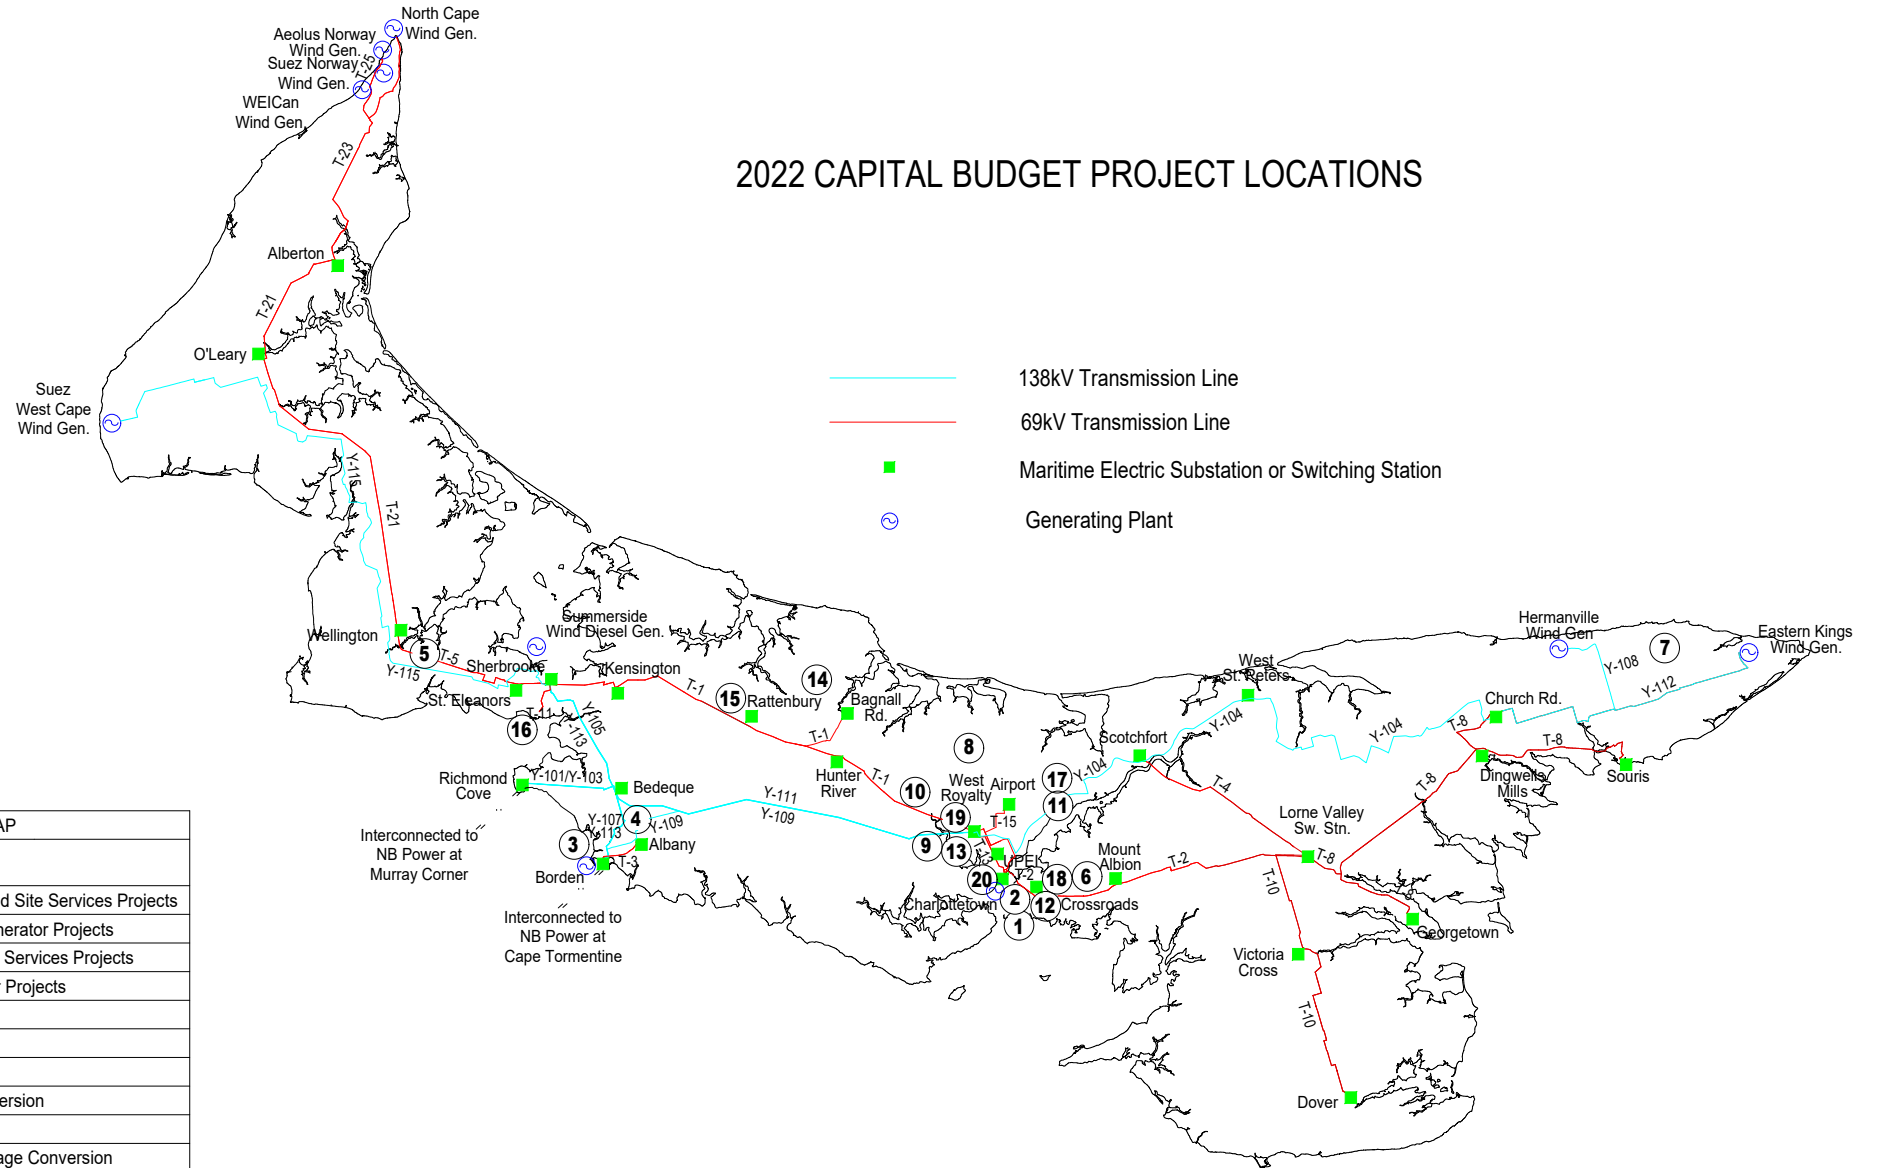 North Cape
Wind Gen.
Aeolus Norway
Wind Gen.
Suez Norway
Wind Gen.
T-25
WEICan
Wind Gen.
T-23
2022 CAPITAL BUDGET PROJECT LOCATIONS
Alberton
T-21
O'Leary
Suez
West Cape
Wind Gen.
138kV Transmission Line
69kV Transmission Line
Maritime Electric Substation or Switching Station
Generating Plant
Y-115
T-21
Wellington
5
T-5
Y-115
Summerside
Wind Diesel Gen.
Sherbrooke
Kensington
St. Eleanors
T-11
16
Y-105
Y-113
T-1
15
Rattenbury
14
Bagnall
Rd.
T-1
Hunter
River
T-1
8
10
West
Royalty
Airport
17
11
Y-104
Scotchfort
West
St. Peters
Y-104
Y-104
Hermanville
Wind Gen
7
Eastern Kings
Wind Gen.
Y-108
Y-112
Church Rd.
T-8
T-8
Dingwells
Mills
Souris
T-8
T-4
Lorne Valley
Sw. Stn.
T-8
Richmond
Cove
Y-101/Y-103
Bedeque
Y-111
Y-109
Y-107
Y-113
4
Y-109
3
Albany
T-3
Borden
Interconnected to
NB Power at
Murray Corner
Interconnected to
NB Power at
Cape Tormentine
19
T-15
9
13
T-13
UPEI
20
T-2
18
6
Mount
Albion
T-2
Charlottetown
2
12
Crossroads
1
T-10
Georgetown
Victoria
Cross
T-10
Dover
AP
d Site Services Projects
nerator Projects
Services Projects
r Projects
ersion
age Conversion